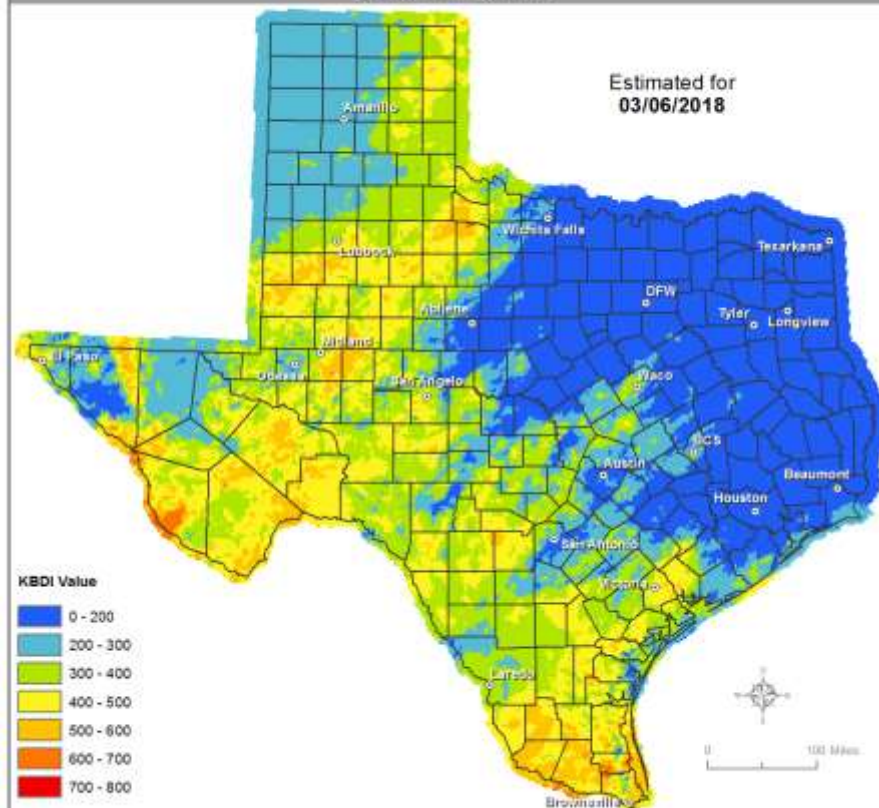 Estimated for
03/06/2018
Amarillo
Wichita Falls
Texarkana
Lubbock
DFW
Abilene
Tyler
Longview
Midland
El Paso
Odessa
San Angelo
Waco
BCS
Austin
Beaumont
Houston
San Antonio
Victoria
KBDI Value
0 - 200
200 - 300
300 - 400
400 - 500
500 - 600
600 - 700
700 - 800
Laredo
0 100 Miles
Brownsville